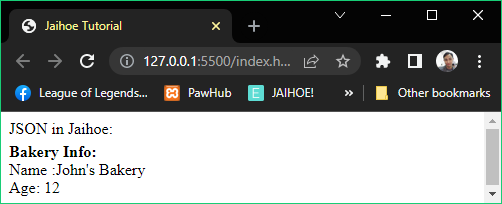 Jaihoe Tutorial
127.0.0.1:5500/index.h...
League of Legends...
PawHub
E
JAIHOE!
»
Other bookmarks
JSON in Jaihoe:
Bakery Info:
Name :John's Bakery
Age: 12